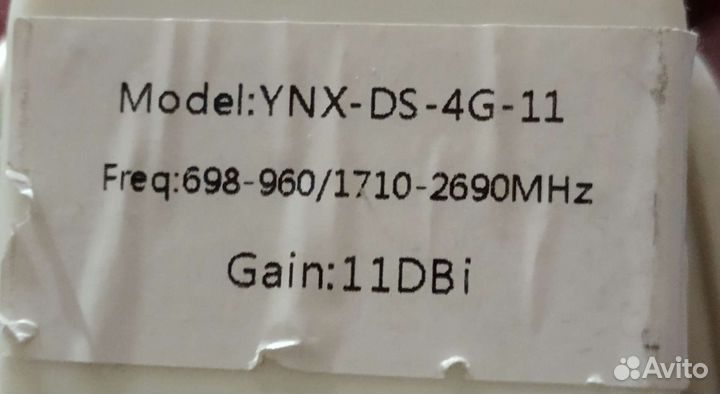 Model:YNX-DS-4G-11
Freq:698-960/1710-2690MHz
Gain:11DBi
Avito